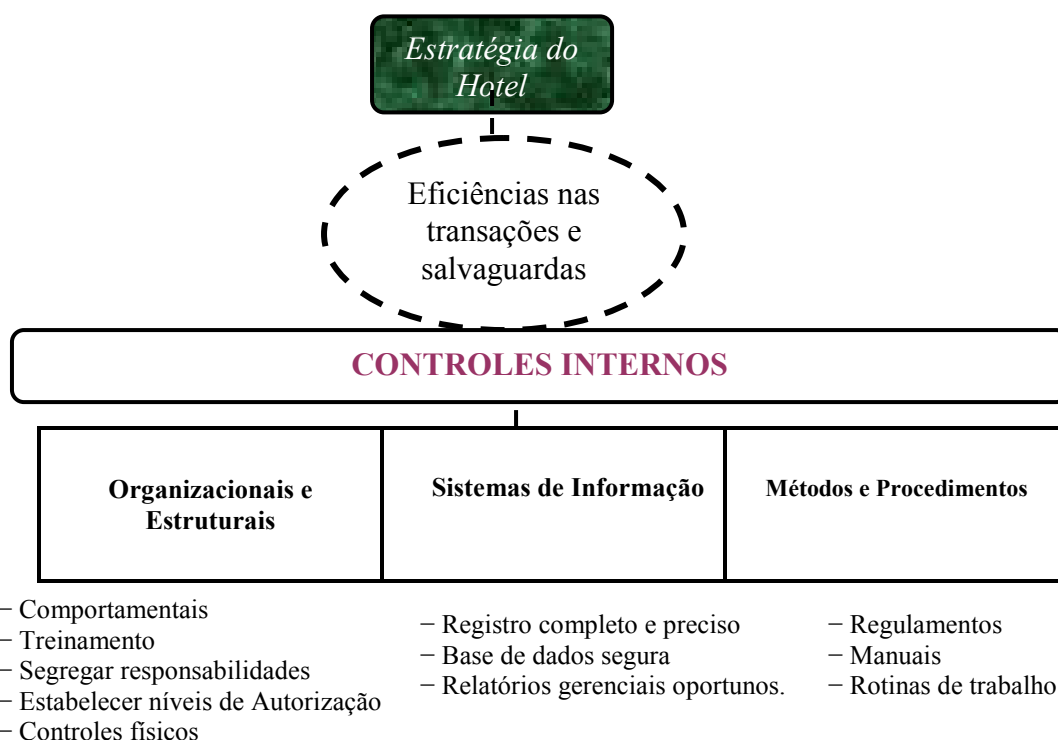 Estratégia do
Hotel
Eficiências nas
transações e
salvaguardas
CONTROLES INTERNOS
Organizacionais e
Estruturais
Sistemas de Informação
Métodos e Procedimentos
− Comportamentais
− Treinamento
− Segregar responsabilidades
− Estabelecer níveis de Autorização
− Controles físicos
− Registro completo e preciso
− Base de dados segura
− Relatórios gerenciais oportunos.
− Regulamentos
− Manuais
− Rotinas de trabalho